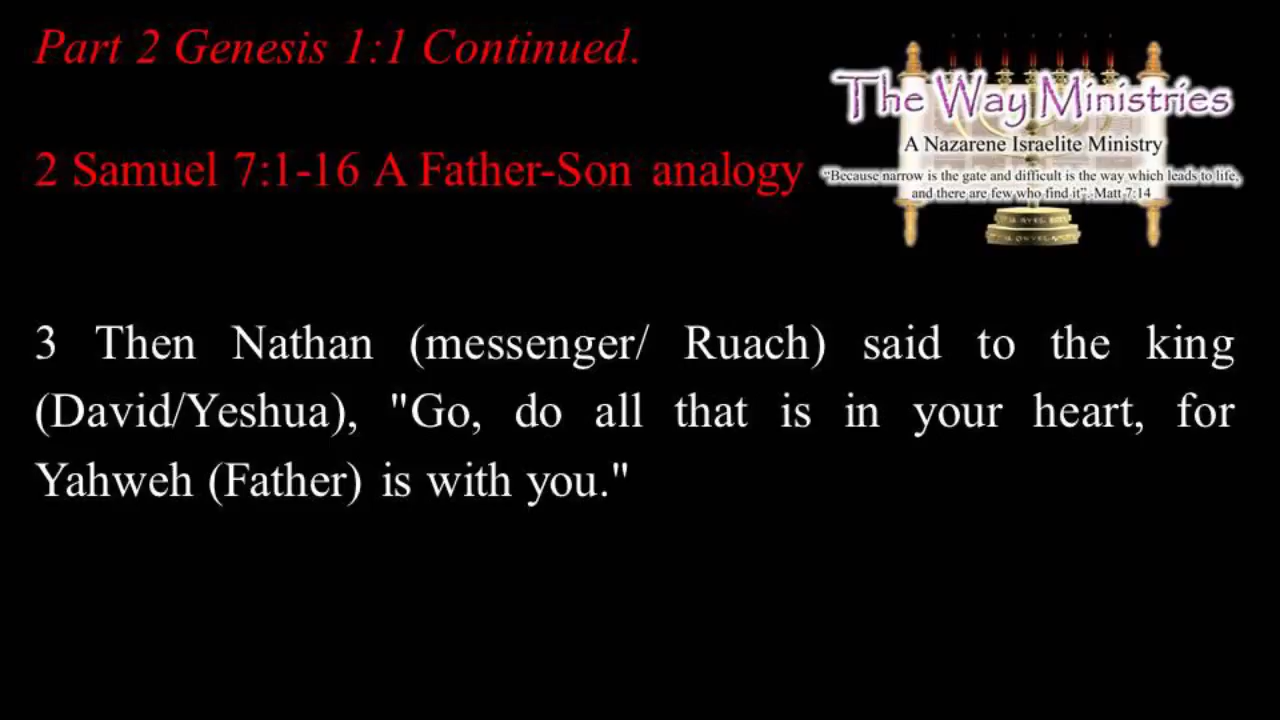 Part 2 Genesis 1:1 Continued.
The Way Ministries
A Nazarene Israelite Ministry
2 Samuel 7:1-16 A Father-Son analogy
"Because narrow is the gate and difficult is the way which leads to life,
and there are few who find it". Matt 7:14
3 Then Nathan (messenger/ Ruach) said to the king
(David/Yeshua), "Go, do all that is in your heart, for
Yahweh (Father) is with you."